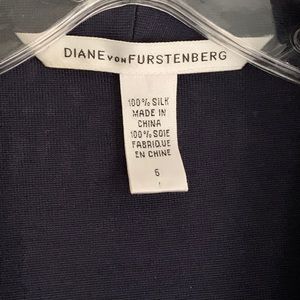 DIANE VON FURSTENBERG
100% SILK
MADE IN
CHINA
100% SOIE
FABRIQUE
EN CHINE
6